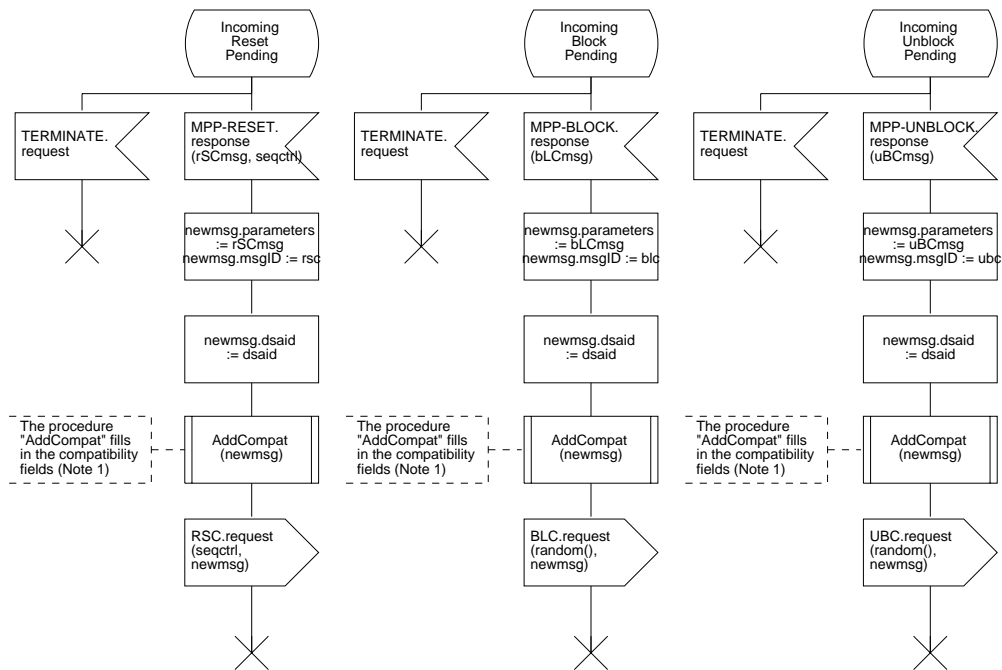 Incoming
Reset
Pending
TERMINATE.
request
MPP-RESET.
response
(rSCmsg, seqctrl)
newmsg.parameters
:= rSCmsg
newmsg.msgID := rsc
newmsg.dsaid
:= dsaid
The procedure
"AddCompat" fills
in the compatibility
fields (Note 1)
AddCompat
(newmsg)
RSC.request
(seqctrl,
newmsg)
Incoming
Block
Pending
TERMINATE.
request
MPP-BLOCK.
response
(bLCmsg)
newmsg.parameters
:= bLCmsg
newmsg.msgID := blc
newmsg.dsaid
:= dsaid
The procedure
"AddCompat" fills
in the compatibility
fields (Note 1)
AddCompat
(newmsg)
BLC.request
(random(),
newmsg)
Incoming
Unblock
Pending
TERMINATE.
request
MPP-UNBLOCK.
response
(uBCmsg)
newmsg.parameters
:= uBCmsg
newmsg.msgID := ubc
newmsg.dsaid
:= dsaid
The procedure
"AddCompat" fills
in the compatibility
fields (Note 1)
AddCompat
(newmsg)
UBC.request
(random(),
newmsg)